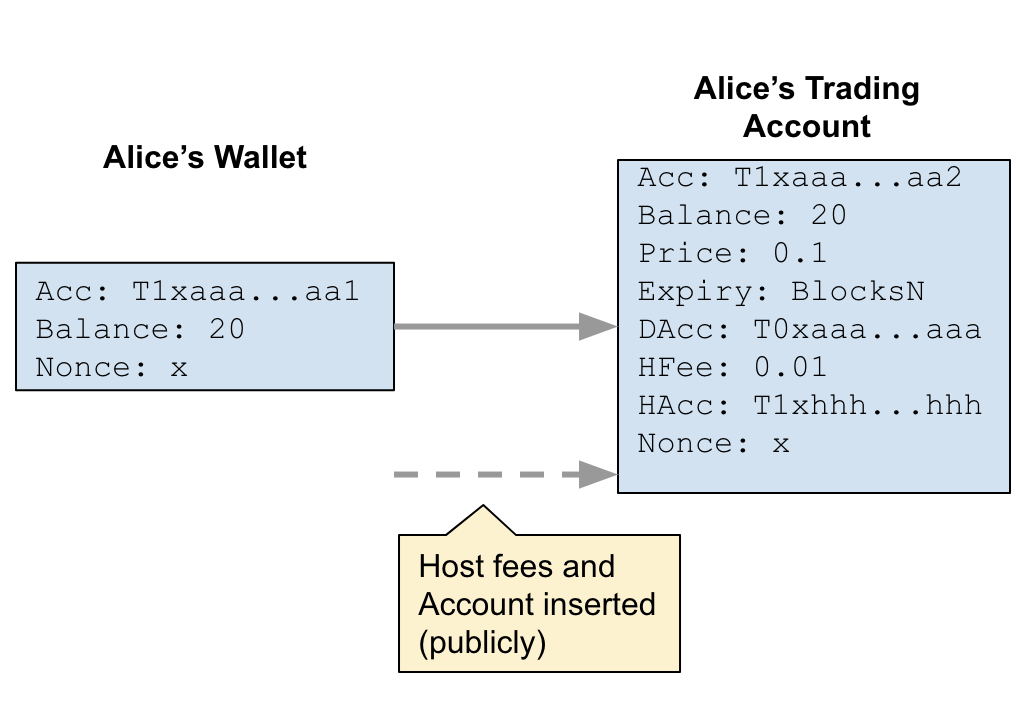 Alice’s Wallet
Acc: T1xaaa...aa1
Balance: 20
Nonce: x
Alice’s Trading
Account
Acc: T1xaaa...aa2
Balance: 20
Price: 0.1
Expiry: BlocksN
DAcc: T0xaaa...aaa
HFee: 0.01
HAcc: T1xhhh...hhh
Nonce: x
Host fees and
Account inserted
(publicly)